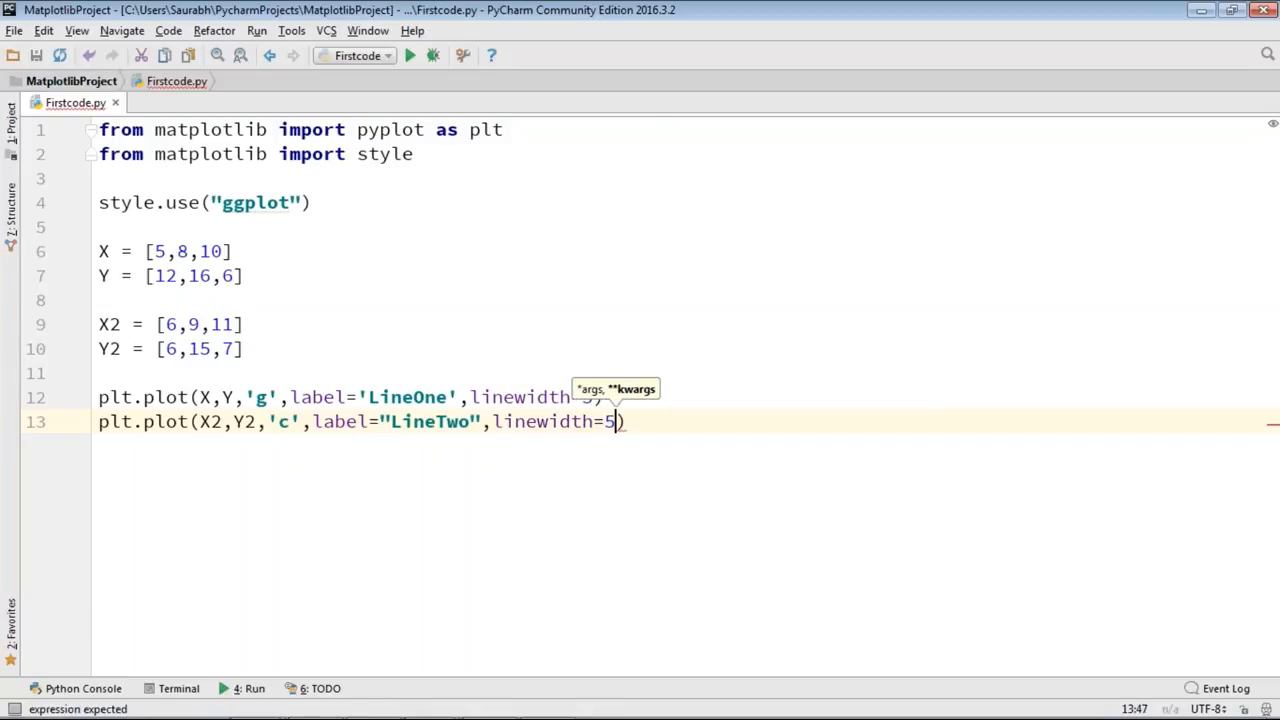 MatplotlibProject - [C:\Users\Saurabh\PycharmProjects\MatplotlibProject] - ...\Firstcode.py - PyCharm Community Edition 2016.3.2
File Edit View Navigate Code Refactor Run Tools VCS Window Help
Firstcode
MatplotlibProject Firstcode.py
Firstcode.py
1: Project
Z: Structure
2: Favorites
1 from matplotlib import pyplot as plt
2 from matplotlib import style
3
4 style.use("ggplot")
5
6 X = [5,8,10]
7 Y = [12,16,6]
8
9 X2 = [6,9,11]
10 Y2 = [6,15,7]
11
*args, **kwargs
12 plt.plot(X,Y,'g',label='LineOne',linewidth
13 plt.plot(X2,Y2,'c',label="LineTwo",linewidth=5)
Python Console Terminal 4: Run 6: TODO Event Log
expression expected 13:47 n/a UTF-8